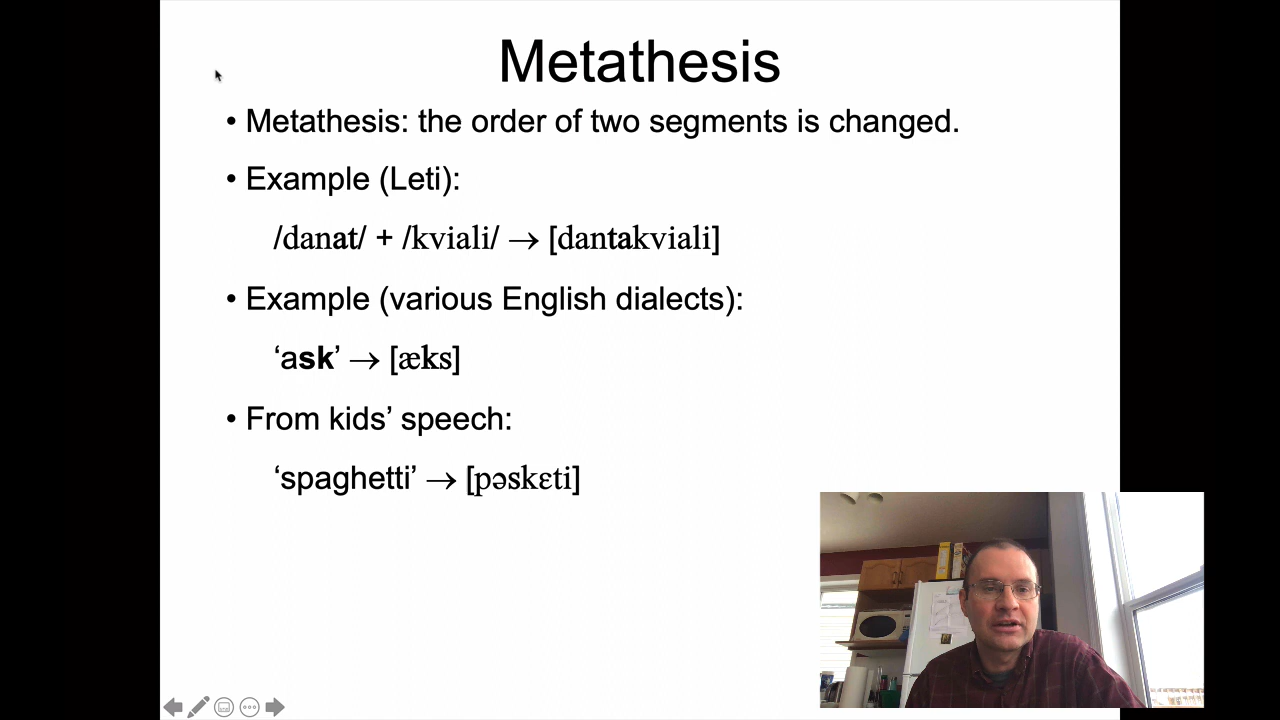 Metathesis
• Metathesis: the order of two segments is changed.
• Example (Leti):
/danat/ + /kviali/ → [dantakviali]
• Example (various English dialects):
‘ask’ → [æks]
• From kids’ speech:
‘spaghetti’ → [pəskɛti]